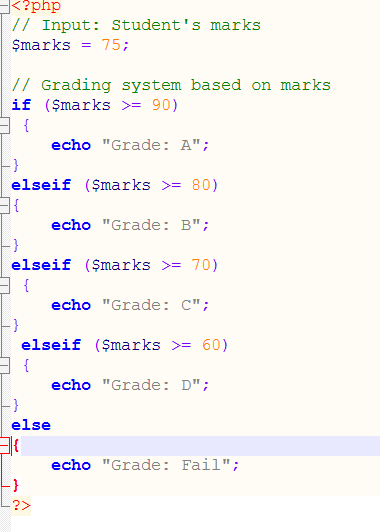 <?php
// Input: Student's marks
$marks = 75;

// Grading system based on marks
if ($marks >= 90)
 {
    echo "Grade: A";
}
elseif ($marks >= 80)
{
    echo "Grade: B";
}
elseif ($marks >= 70)
 {
    echo "Grade: C";
}
 elseif ($marks >= 60)
 {
    echo "Grade: D";
}
else
{
    echo "Grade: Fail";
}
?>